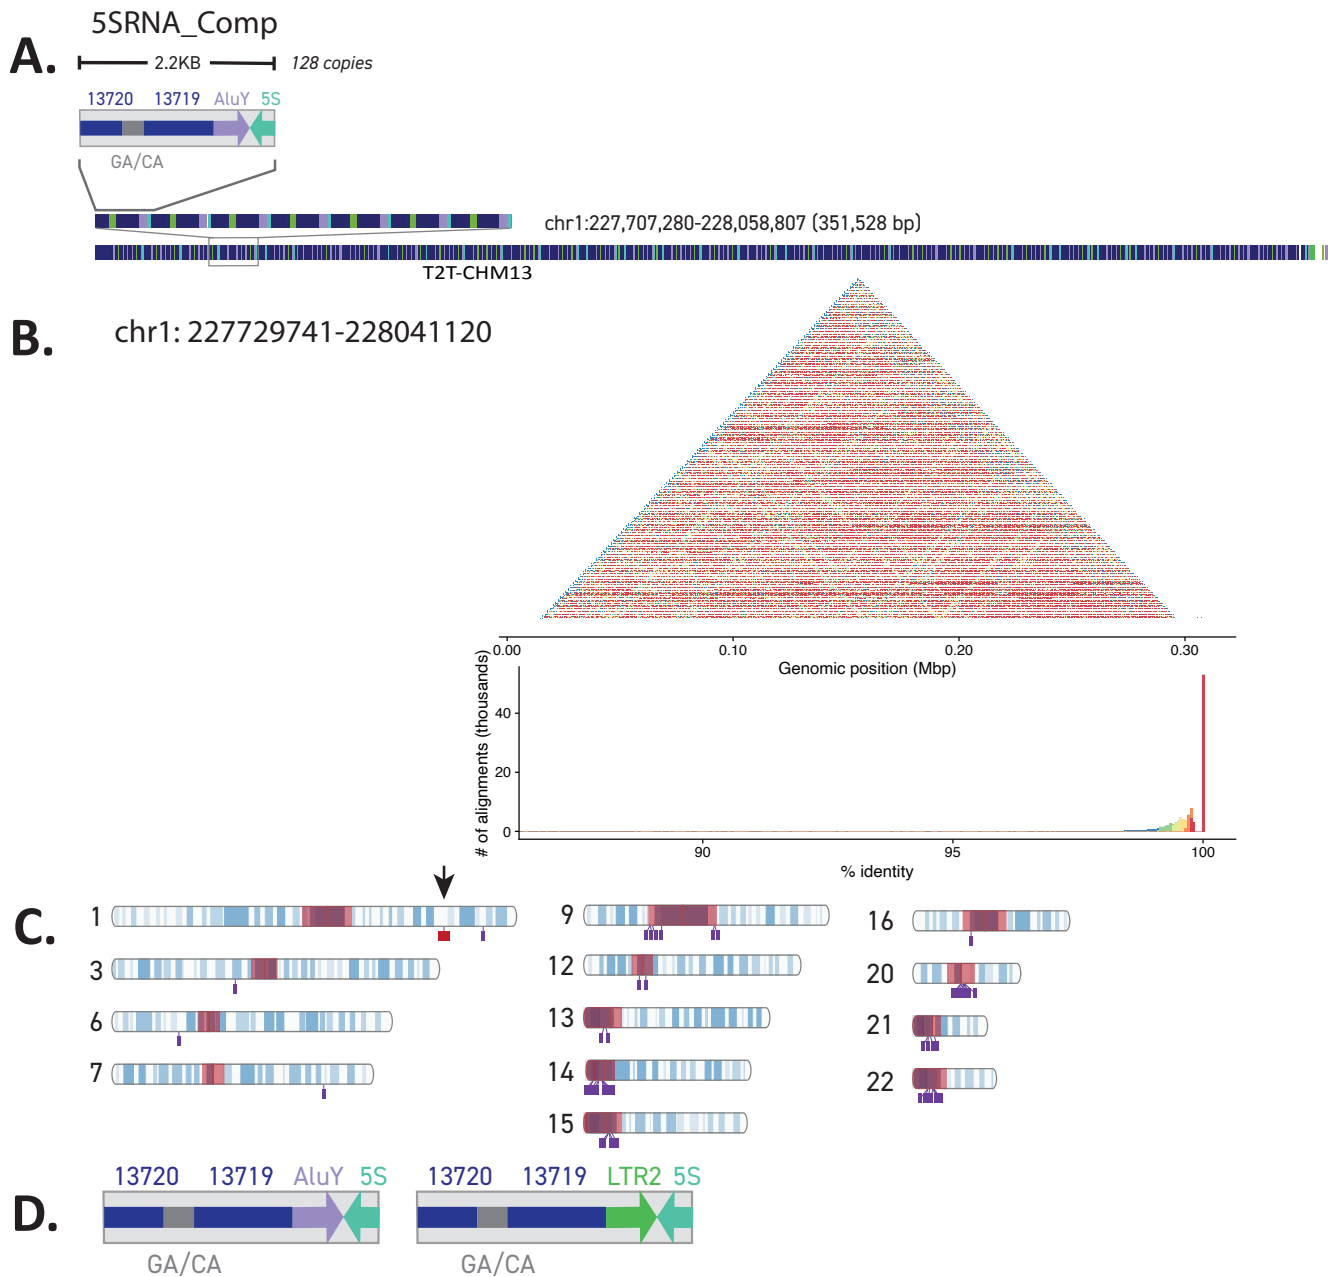 5SRNA_Comp
A.
2.2KB
128 copies
13720 13719 AluY 5S
GA/CA
chr1:227,707,280-228,058,807 (351,528 bp)
T2T-CHM13
B.
chr1: 227729741-228041120
0.00 0.10 0.20 0.30
Genomic position (Mbp)
# of alignments (thousands)
40
20
0
90 95 100
% identity
C.
1
3
6
7
9
12
13
14
15
16
20
21
22
D.
13720 13719 AluY 5S
GA/CA
13720 13719 LTR2 5S
GA/CA